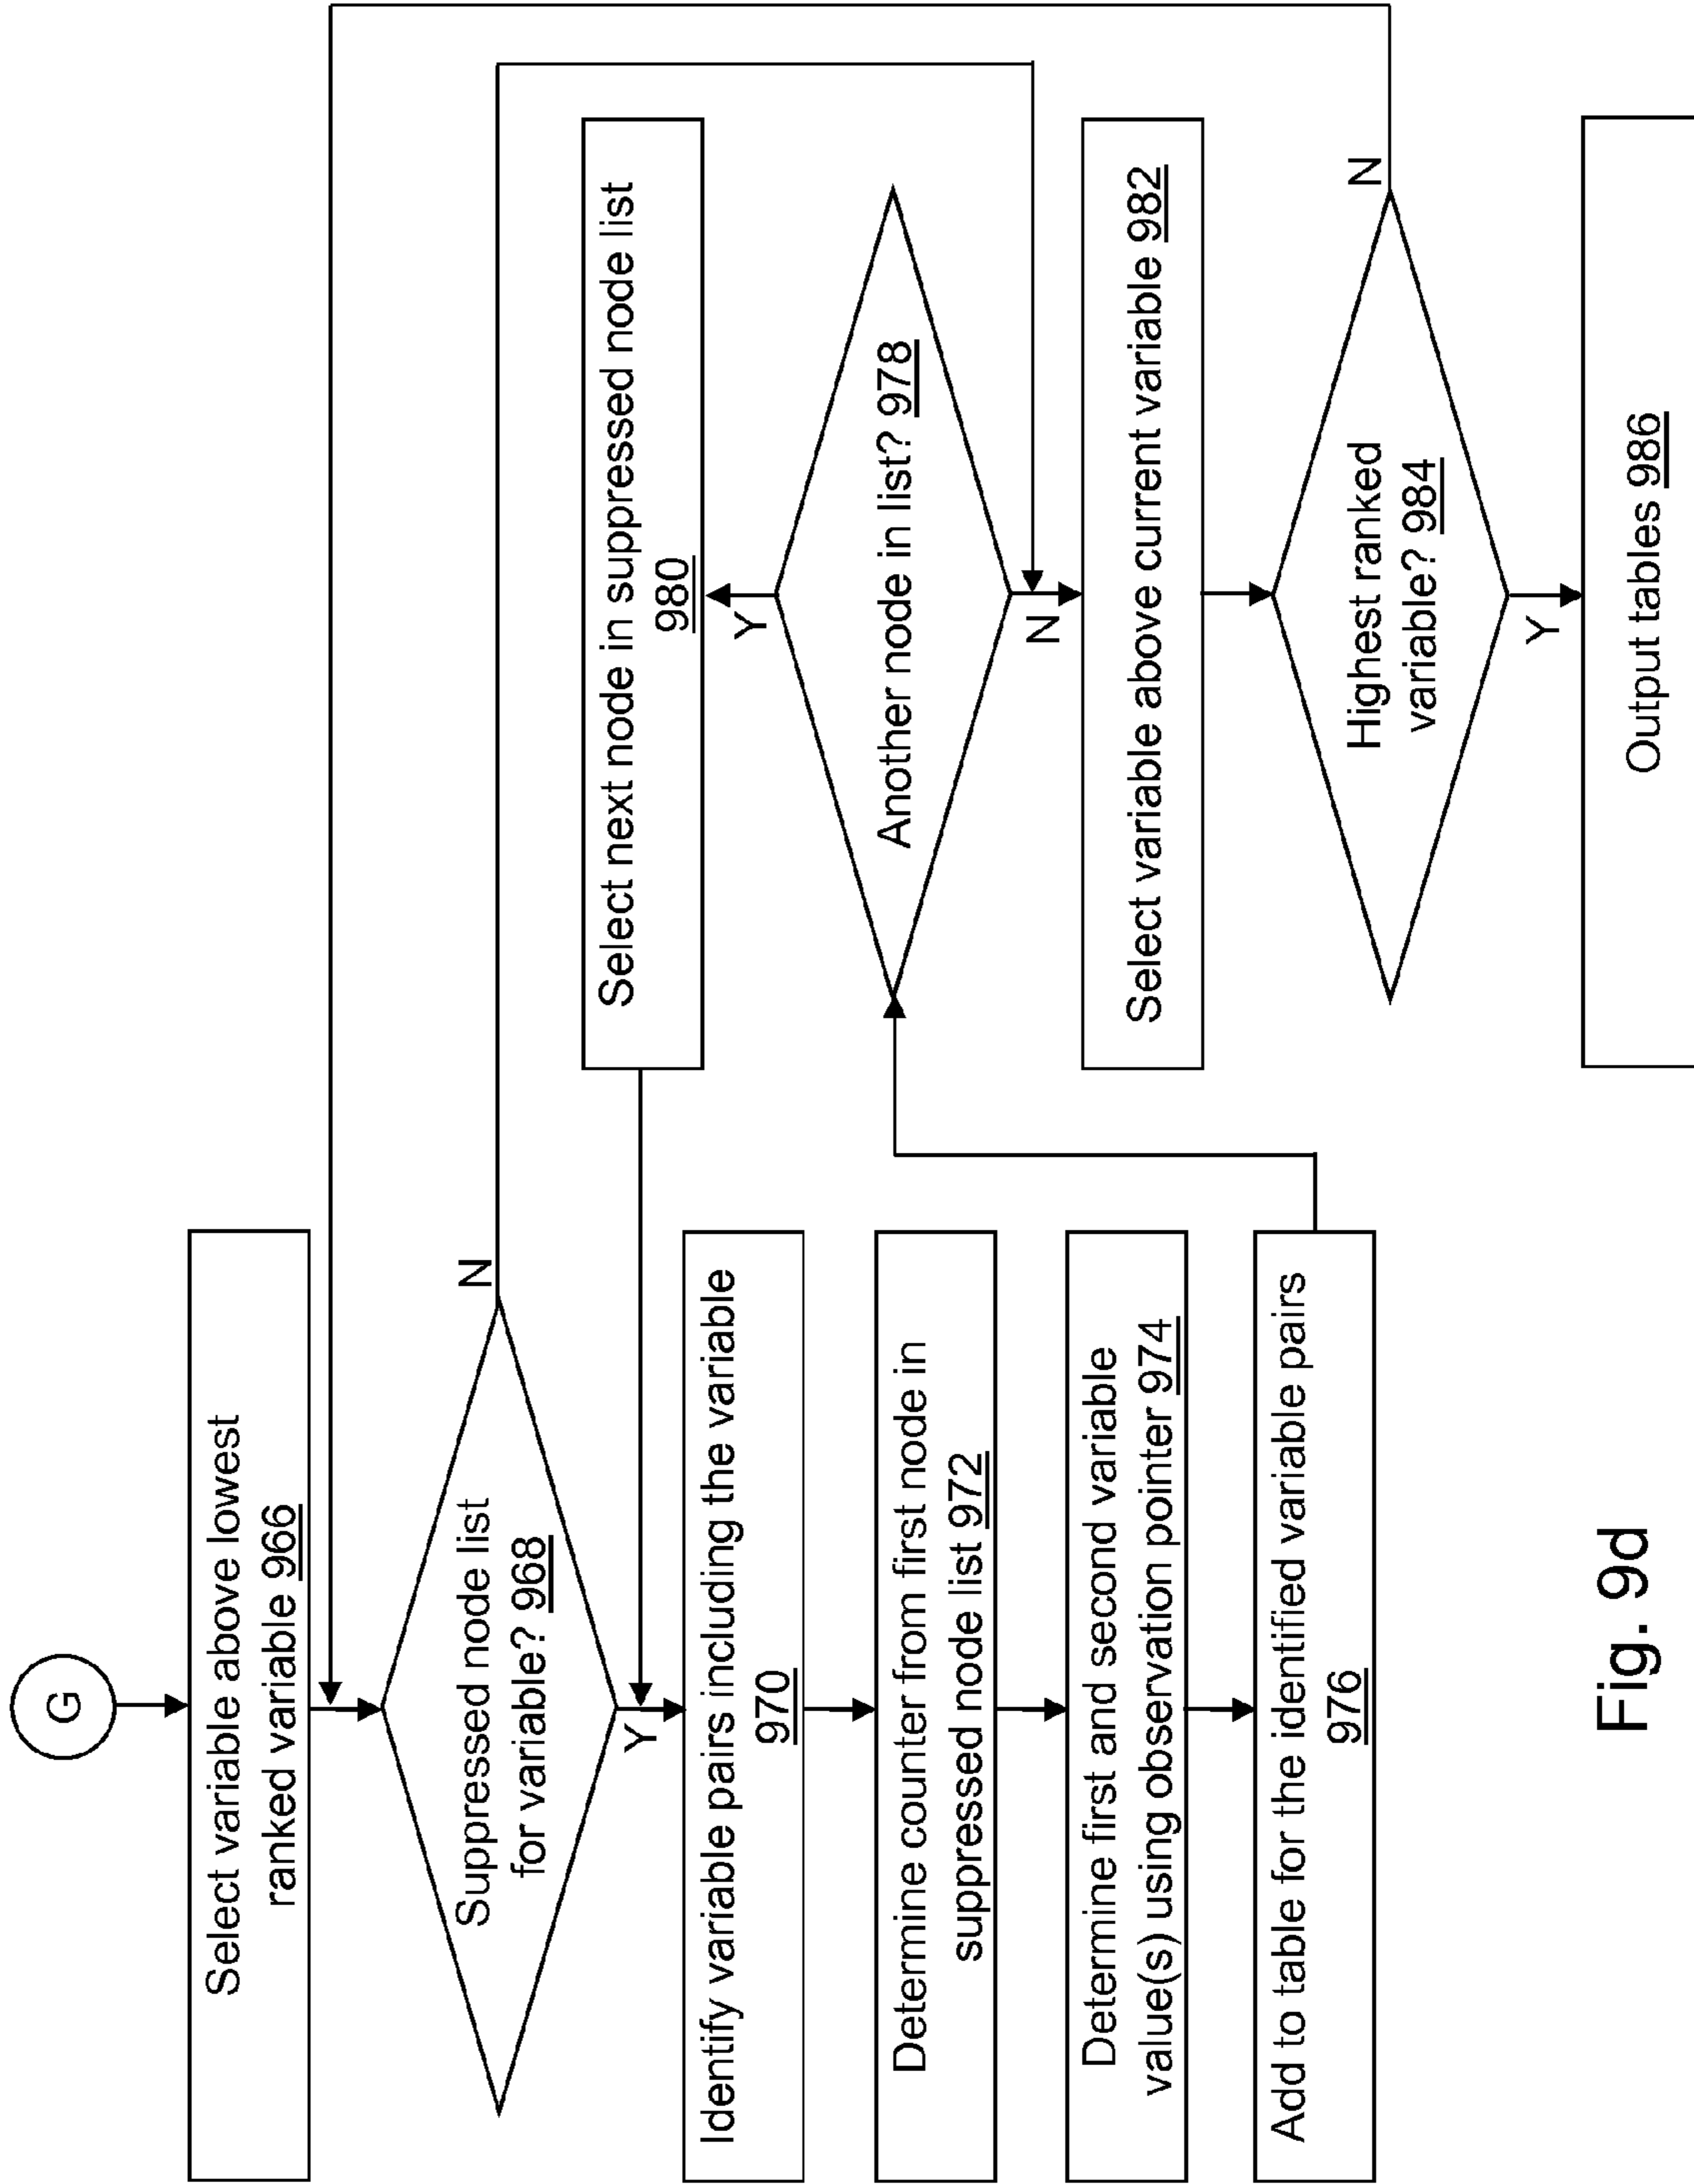 G
Select variable above lowest
ranked variable 966
Suppressed node list
for variable? 968
N
Y
Identify variable pairs including the variable
970
Determine counter from first node in
suppressed node list 972
Determine first and second variable
value(s) using observation pointer 974
Add to table for the identified variable pairs
976
Select next node in suppressed node list
980
Y
Another node in list? 978
N
Select variable above current variable 982
Highest ranked
variable? 984
N
Y
Output tables 986
Fig. 9d